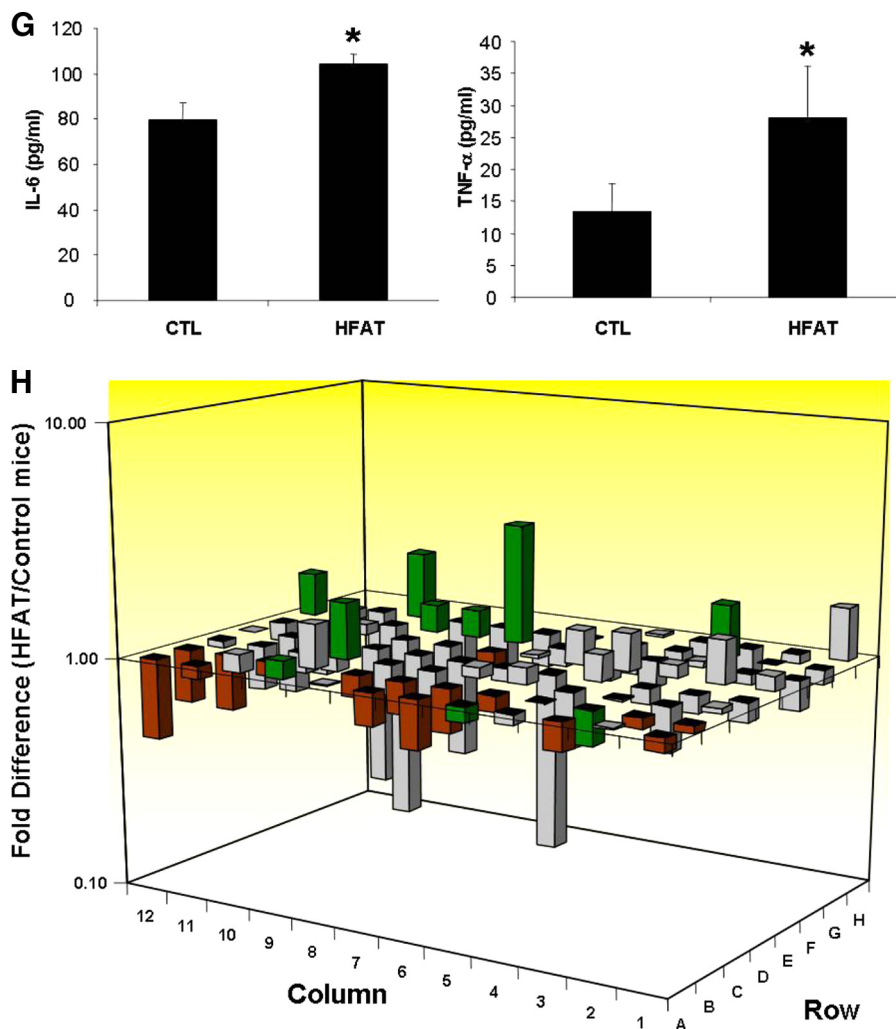 G
120
100
80
60
40
20
0
IL-6 (pg/ml)
*
CTL HFAT
40
35
30
25
20
15
10
5
0
TNF-α (pg/ml)
*
CTL HFAT
H
10.00
1.00
0.10
Fold Difference (HFAT/Control mice)
12 11 10 9 8 7 6 5 4 3 2 1
Column
A B C D E F G H
Row